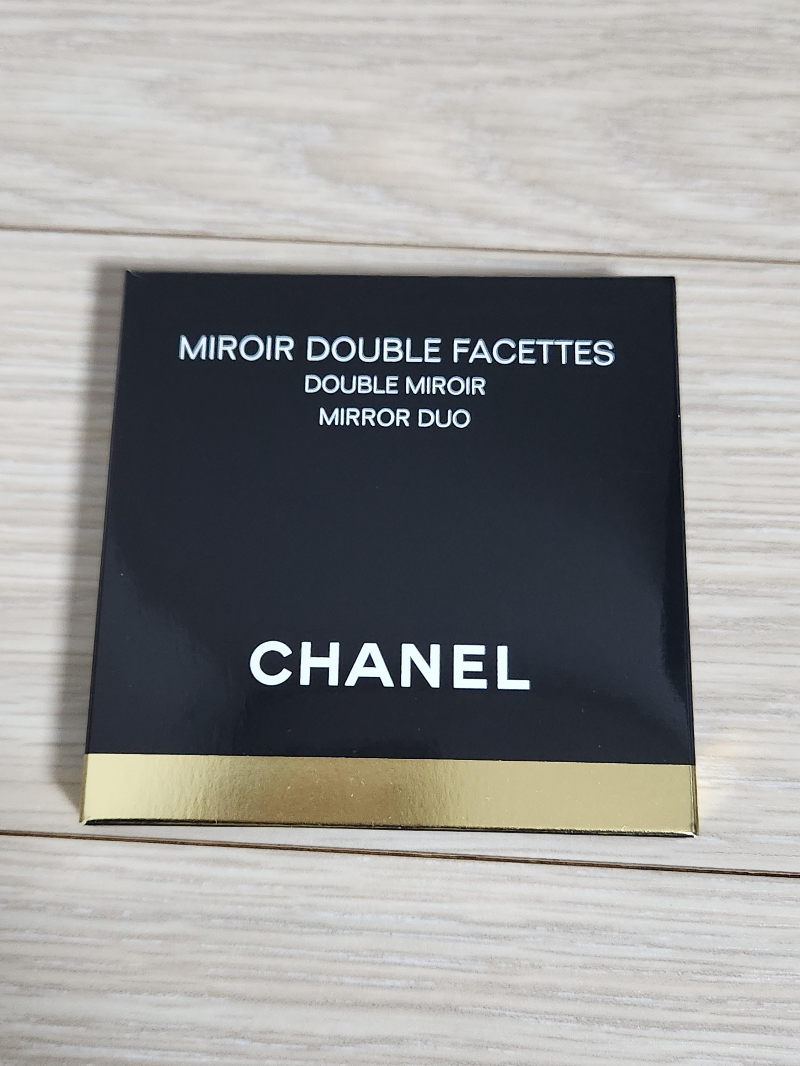 MIROIR DOUBLE FACETTES
DOUBLE MIROIR
MIRROR DUO
CHANEL